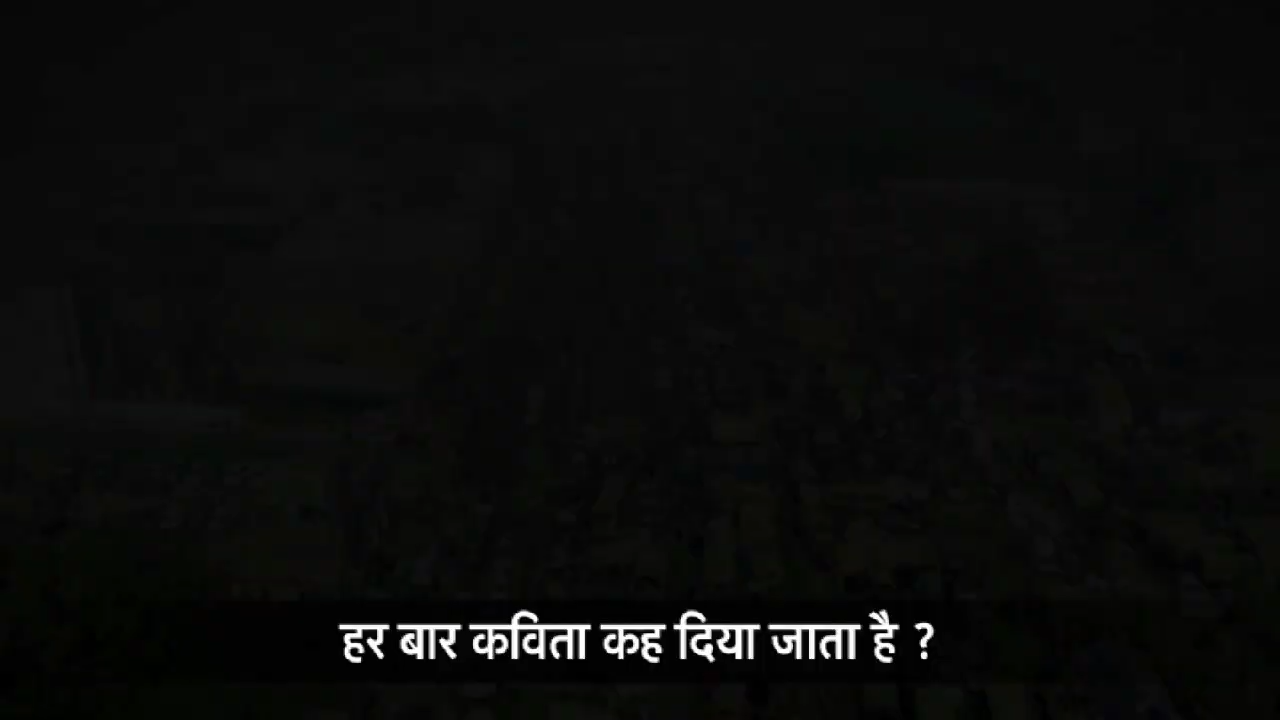 हर बार कविता कह दिया जाता है ?